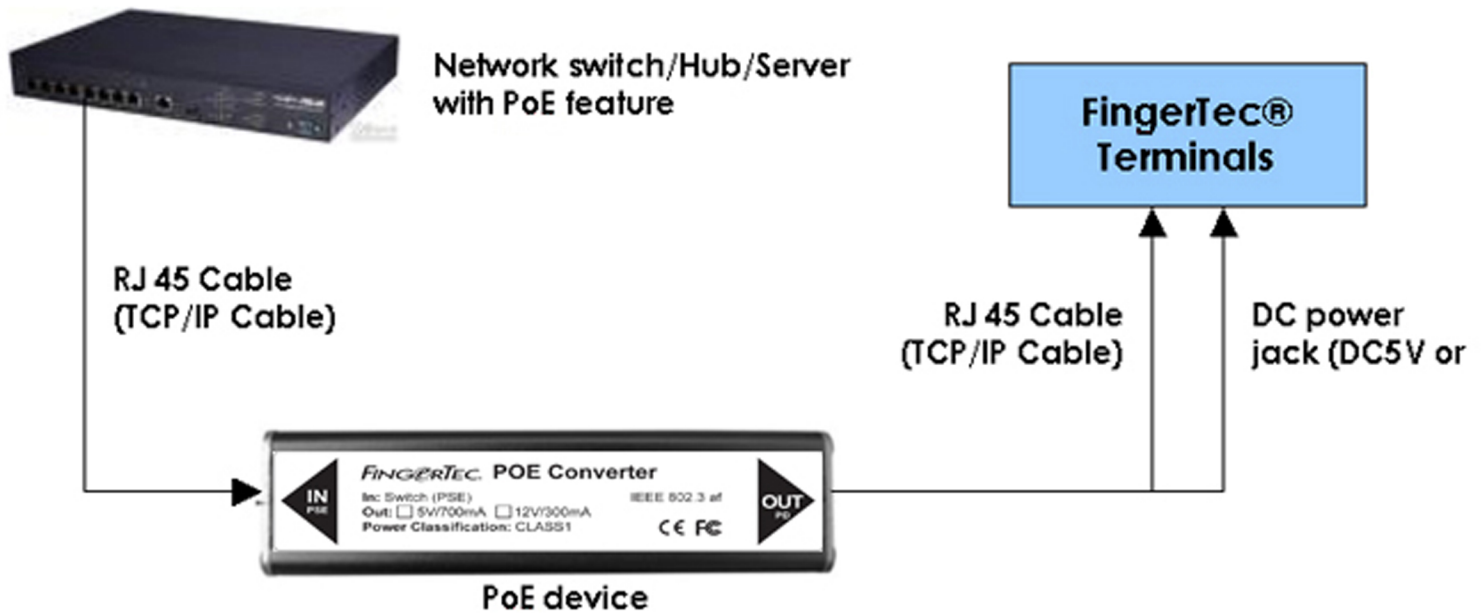 Network switch/Hub/Server
with PoE feature
FingerTec®
Terminals
RJ 45 Cable
(TCP/IP Cable)
RJ 45 Cable
(TCP/IP Cable)
DC power
jack (DC5V or
IN
PSE
FINGERTEC. POE Converter
In: Switch (PSE)
IEEE 802.3 af
Out: 5V/700mA 12V/300mA
Power Classification: CLASS1
CE FC
OUT
PD
PoE device